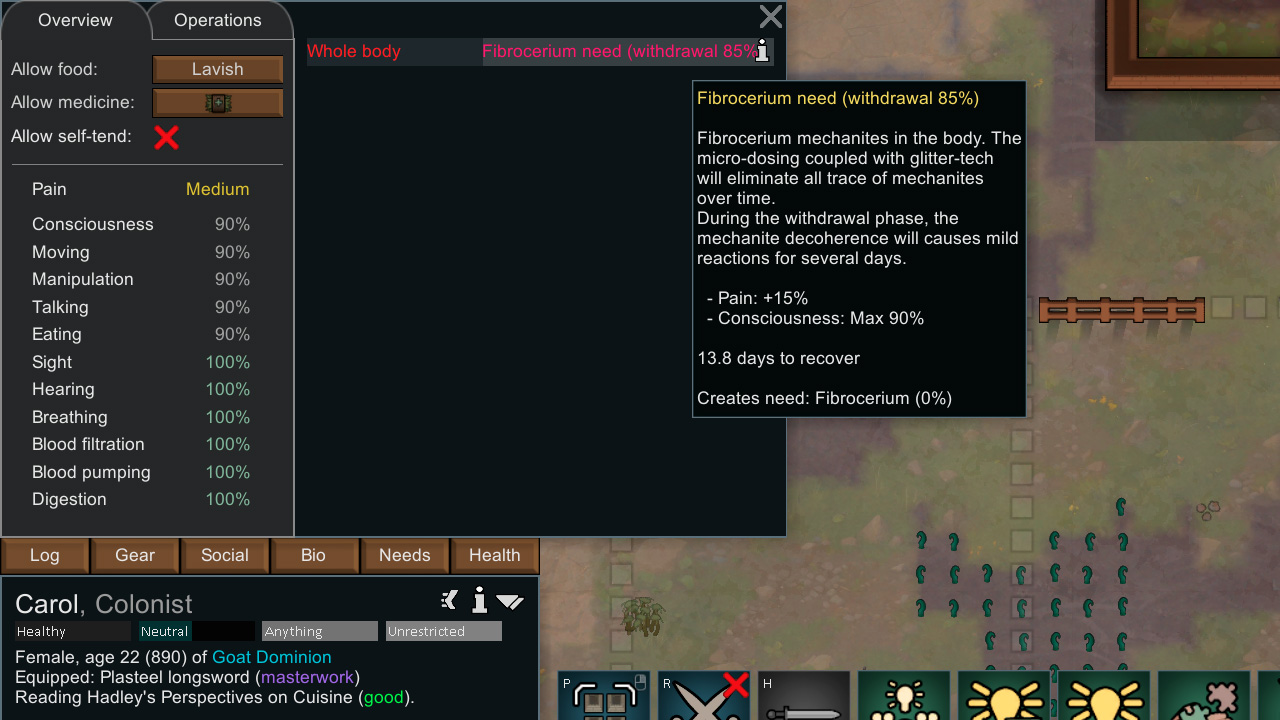 Overview
Operations
Allow food:
Lavish
Allow medicine:
Allow self-tend:
Pain Medium
Consciousness 90%
Moving 90%
Manipulation 90%
Talking 90%
Eating 90%
Sight 100%
Hearing 100%
Breathing 100%
Blood filtration 100%
Blood pumping 100%
Digestion 100%
Whole body Fibrocerium need (withdrawal 85%
Fibrocerium need (withdrawal 85%)
Fibrocerium mechanites in the body. The
micro-dosing coupled with glitter-tech
will eliminate all trace of mechanites
over time.
During the withdrawal phase, the
mechanite decoherence will causes mild
reactions for several days.
- Pain: +15%
- Consciousness: Max 90%
13.8 days to recover
Creates need: Fibrocerium (0%)
Log Gear Social Bio Needs Health
Carol, Colonist
Healthy Neutral Anything Unrestricted
Female, age 22 (890) of Goat Dominion
Equipped: Plasteel longsword (masterwork)
Reading Hadley's Perspectives on Cuisine (good).
P R H